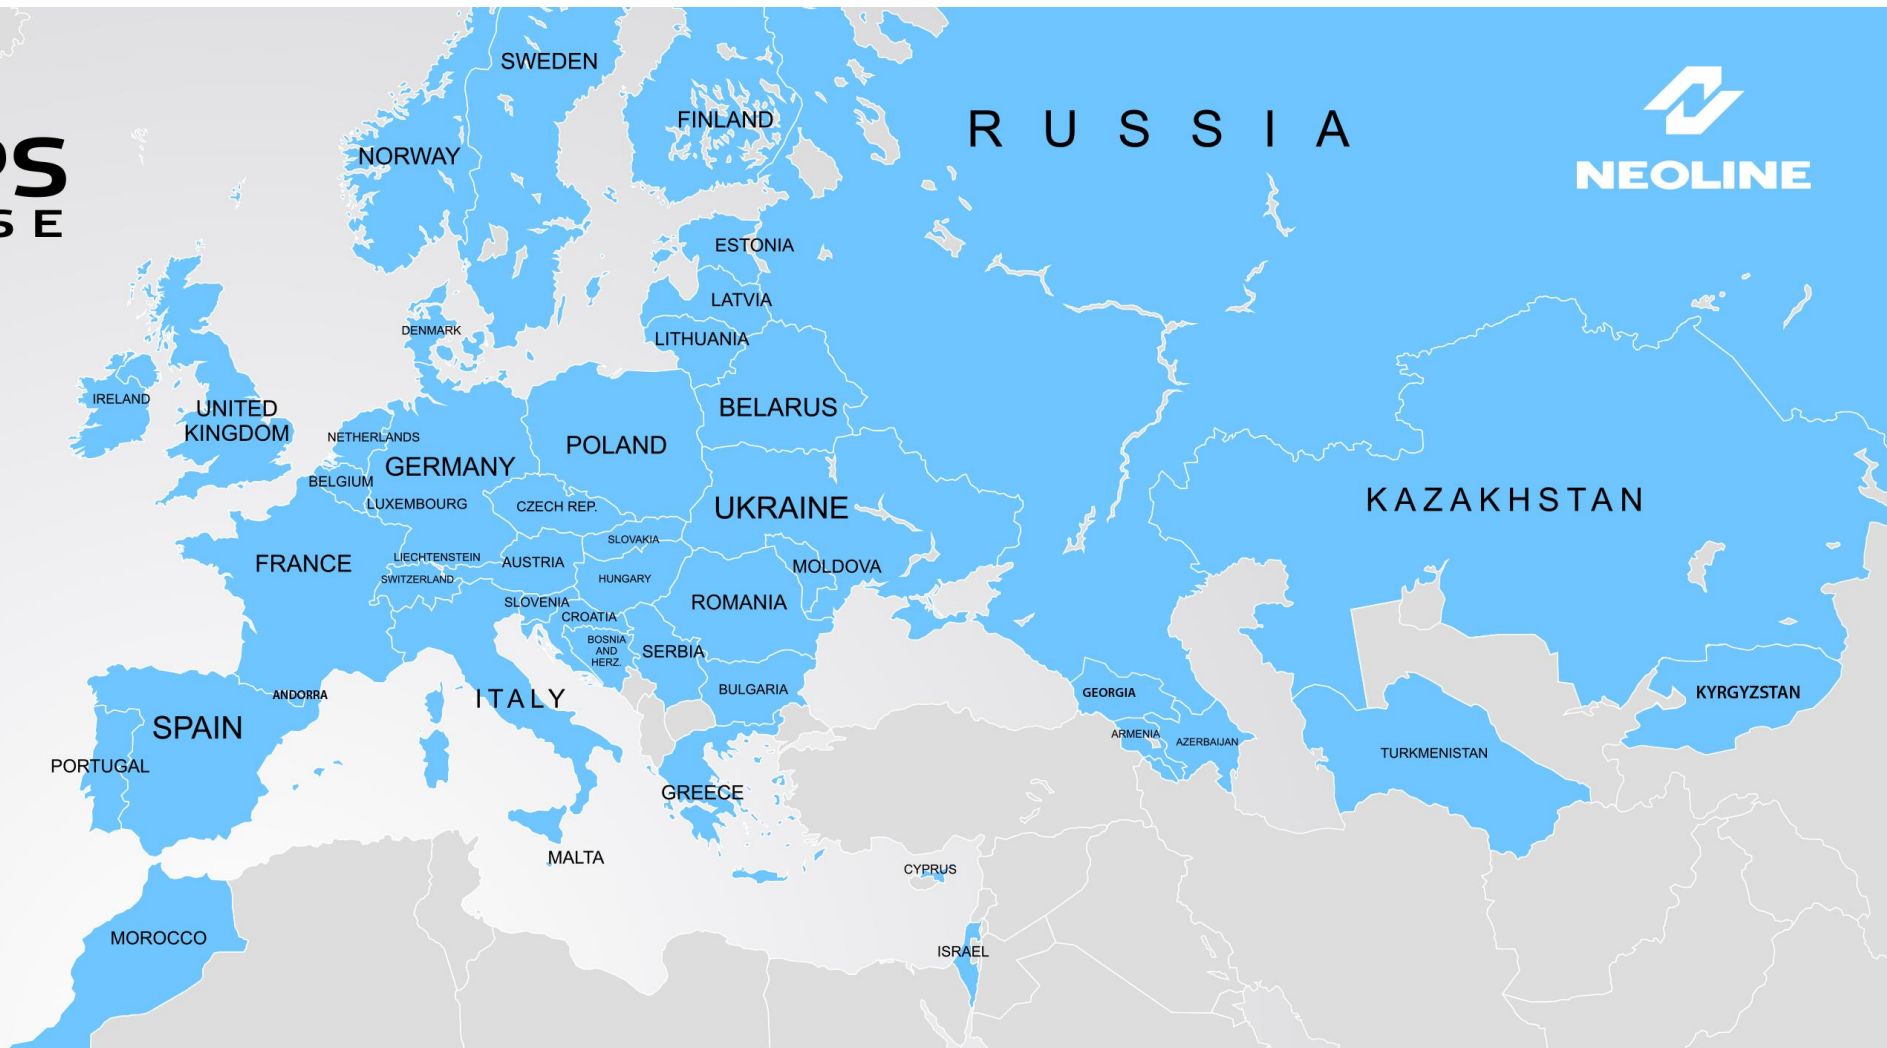 SWEDEN
FINLAND
NORWAY
RUSSIA
NEOLINE
PS
SE
ESTONIA
LATVIA
LITHUANIA
DENMARK
IRELAND
UNITED
KINGDOM
BELARUS
NETHERLANDS
POLAND
GERMANY
BELGIUM
LUXEMBOURG
CZECH REP.
UKRAINE
KAZAKHSTAN
SLOVAKIA
FRANCE
LIECHTENSTEIN
AUSTRIA
MOLDOVA
SWITZERLAND
HUNGARY
SLOVENIA
CROATIA
ROMANIA
BOSNIA
AND
HERZ.
SERBIA
BULGARIA
ANDORRA
ITALY
GEORGIA
KYRGYZSTAN
SPAIN
ARMENIA
AZERBAIJAN
TURKMENISTAN
PORTUGAL
GREECE
MALTA
CYPRUS
MOROCCO
ISRAEL